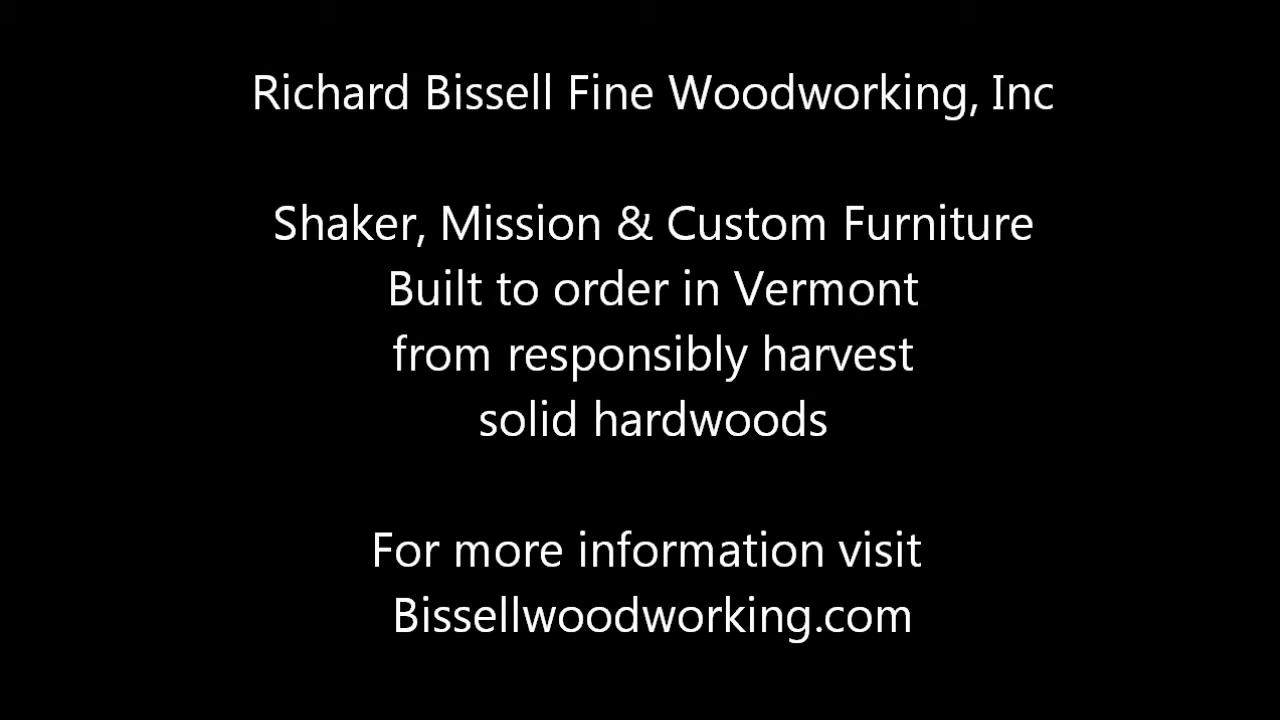 Richard Bissell Fine Woodworking, Inc
Shaker, Mission & Custom Furniture
Built to order in Vermont
from responsibly harvest
solid hardwoods
For more information visit
Bissellwoodworking.com